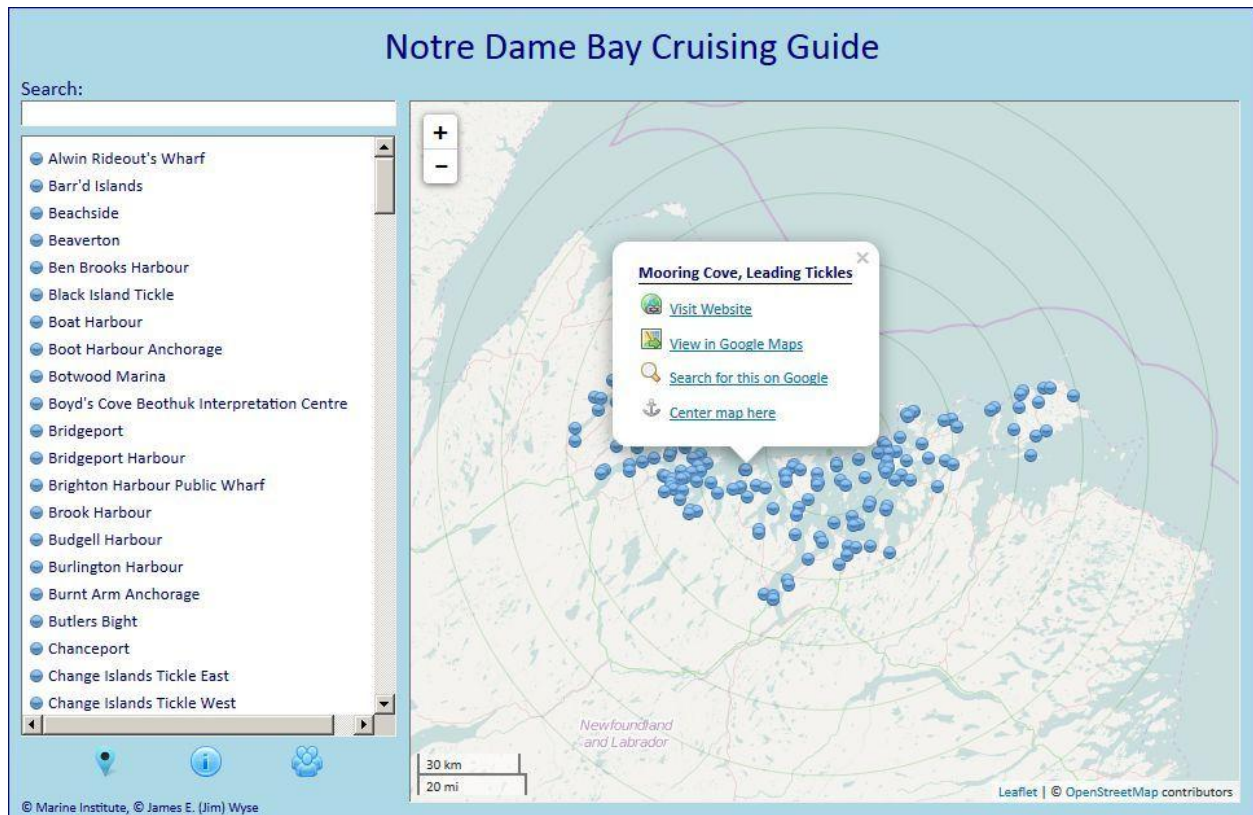 Notre Dame Bay Cruising Guide
Search:
Alwin Rideout's Wharf
Barr'd Islands
Beachside
Beaverton
Ben Brooks Harbour
Black Island Tickle
Boat Harbour
Boot Harbour Anchorage
Botwood Marina
Boyd's Cove Beothuk Interpretation Centre
Bridgeport
Bridgeport Harbour
Brighton Harbour Public Wharf
Brook Harbour
Budgell Harbour
Burlington Harbour
Burnt Arm Anchorage
Butlers Bight
Chanceport
Change Islands Tickle East
Change Islands Tickle West
© Marine Institute, © James E. (Jim) Wyse
+
−
Mooring Cove, Leading Tickles
Visit Website
View in Google Maps
Search for this on Google
Center map here
Newfoundland
and Labrador
30 km
20 mi
Leaflet | © OpenStreetMap contributors